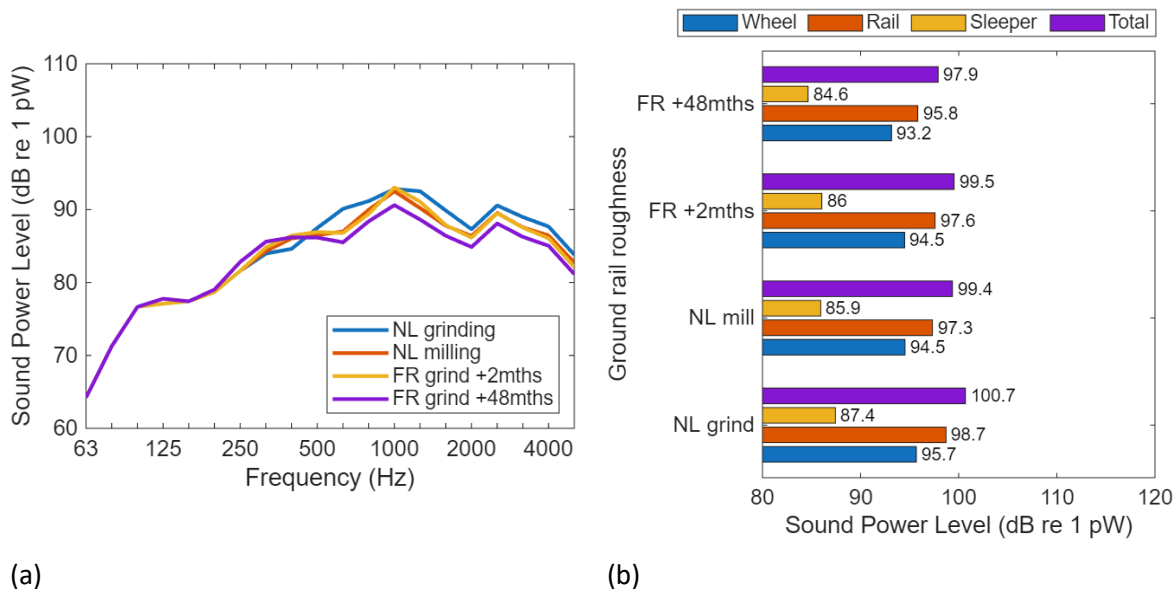 110
100
90
80
70
60
Sound Power Level (dB re 1 pW)
63 125 250 500 1000 2000 4000
Frequency (Hz)
NL grinding
NL milling
FR grind +2mths
FR grind +48mths
(a)
Wheel Rail Sleeper Total
Ground rail roughness
FR +48mths
97.9
84.6
95.8
93.2
FR +2mths
99.5
86
97.6
94.5
NL mill
99.4
85.9
97.3
94.5
NL grind
100.7
87.4
98.7
95.7
80 90 100 110 120
Sound Power Level (dB re 1 pW)
(b)